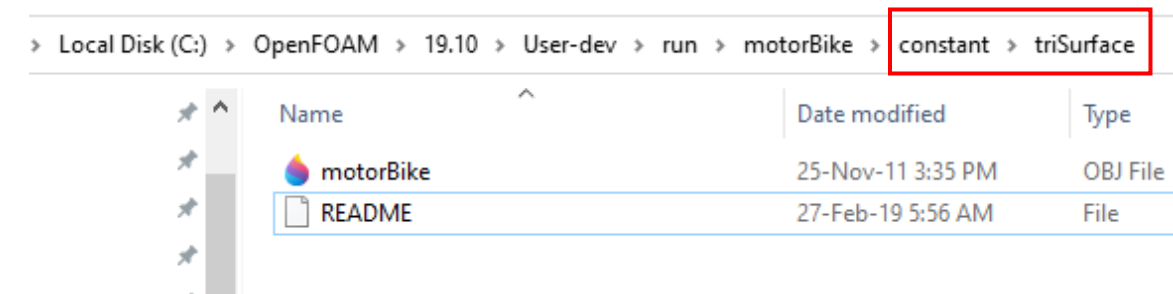 > Local Disk (C:) > OpenFOAM > 19.10 > User-dev > run > motorBike > constant > triSurface
Name Date modified Type
motorBike 25-Nov-11 3:35 PM OBJ File
README 27-Feb-19 5:56 AM File